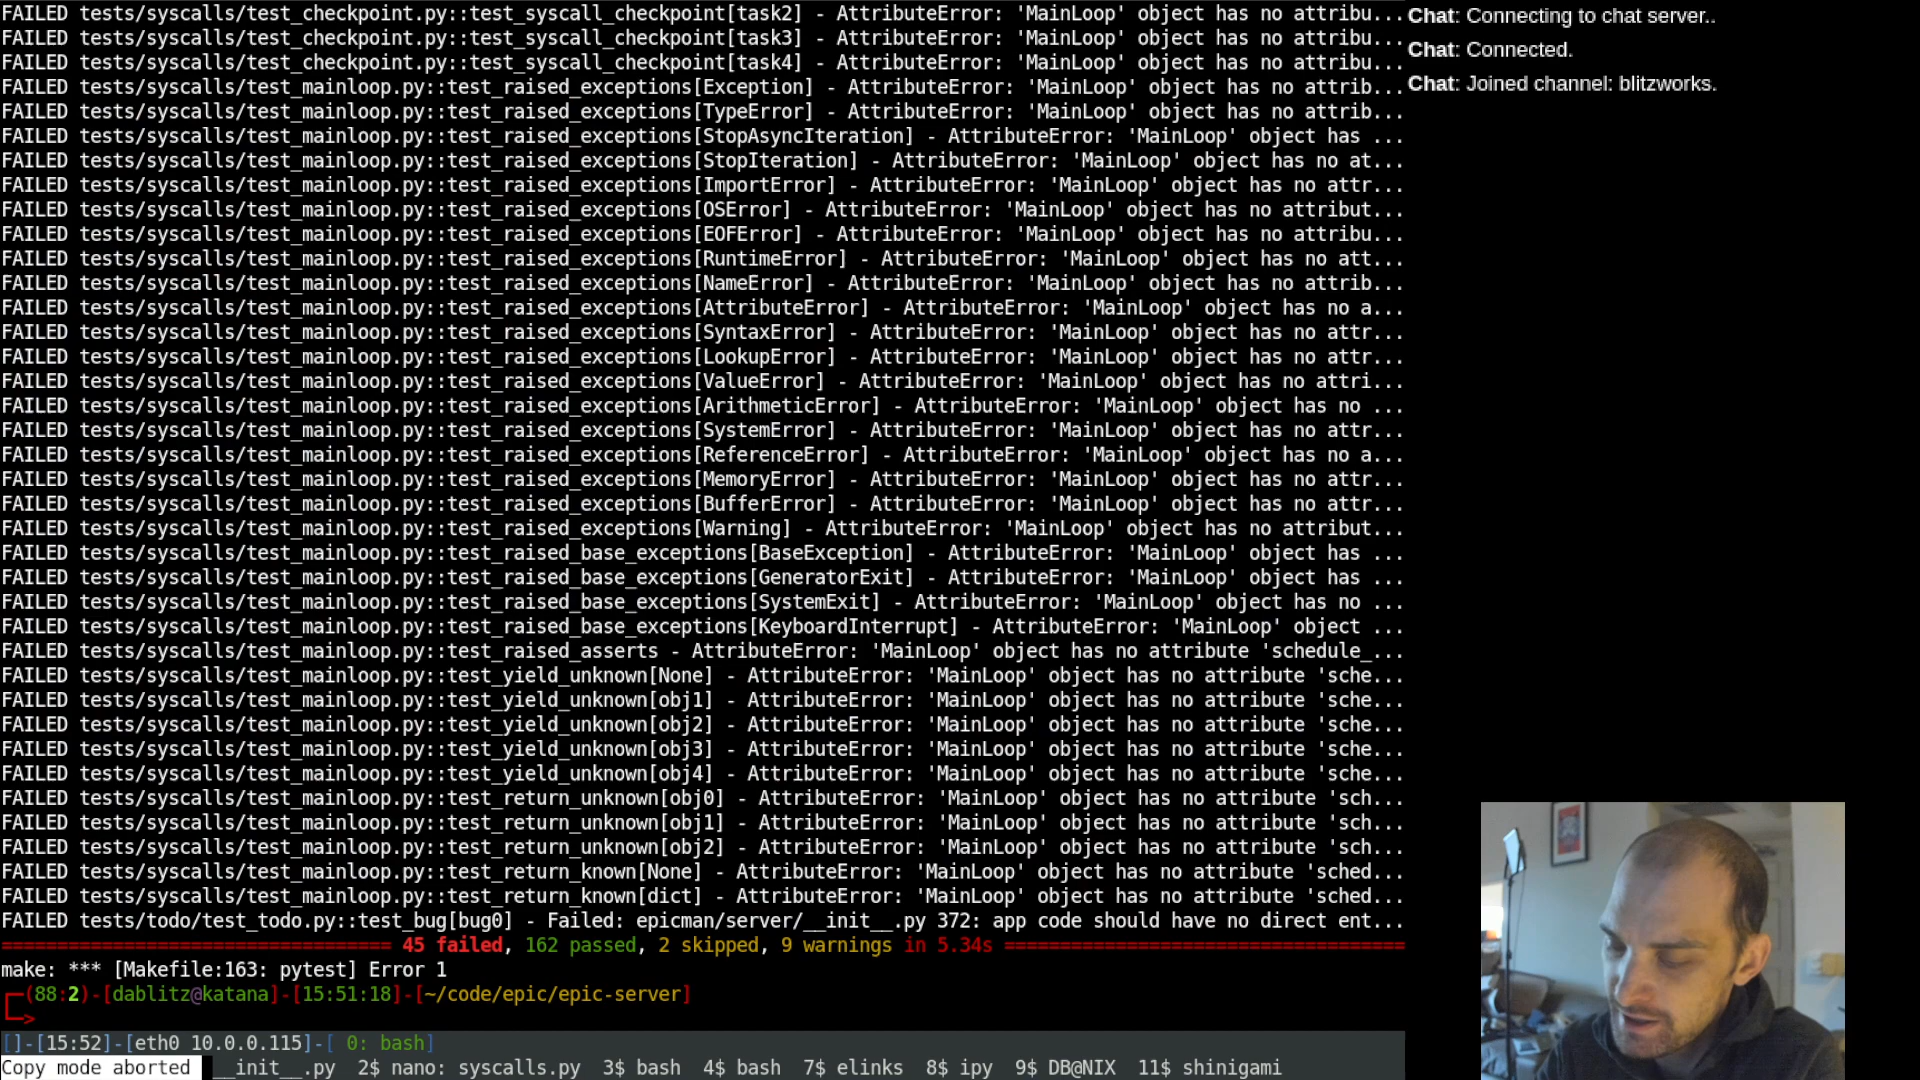 FAILED tests/syscalls/test_checkpoint.py::test_syscall_checkpoint[task2] - AttributeError: 'MainLoop' object has no attribu...
FAILED tests/syscalls/test_checkpoint.py::test_syscall_checkpoint[task3] - AttributeError: 'MainLoop' object has no attribu...
FAILED tests/syscalls/test_checkpoint.py::test_syscall_checkpoint[task4] - AttributeError: 'MainLoop' object has no attribu...
FAILED tests/syscalls/test_mainloop.py::test_raised_exceptions[Exception] - AttributeError: 'MainLoop' object has no attrib...
FAILED tests/syscalls/test_mainloop.py::test_raised_exceptions[TypeError] - AttributeError: 'MainLoop' object has no attrib...
FAILED tests/syscalls/test_mainloop.py::test_raised_exceptions[StopAsyncIteration] - AttributeError: 'MainLoop' object has ...
FAILED tests/syscalls/test_mainloop.py::test_raised_exceptions[StopIteration] - AttributeError: 'MainLoop' object has no at...
FAILED tests/syscalls/test_mainloop.py::test_raised_exceptions[ImportError] - AttributeError: 'MainLoop' object has no attr...
FAILED tests/syscalls/test_mainloop.py::test_raised_exceptions[OSError] - AttributeError: 'MainLoop' object has no attribut...
FAILED tests/syscalls/test_mainloop.py::test_raised_exceptions[EOFError] - AttributeError: 'MainLoop' object has no attribu...
FAILED tests/syscalls/test_mainloop.py::test_raised_exceptions[RuntimeError] - AttributeError: 'MainLoop' object has no att...
FAILED tests/syscalls/test_mainloop.py::test_raised_exceptions[NameError] - AttributeError: 'MainLoop' object has no attrib...
FAILED tests/syscalls/test_mainloop.py::test_raised_exceptions[AttributeError] - AttributeError: 'MainLoop' object has no a...
FAILED tests/syscalls/test_mainloop.py::test_raised_exceptions[SyntaxError] - AttributeError: 'MainLoop' object has no attr...
FAILED tests/syscalls/test_mainloop.py::test_raised_exceptions[LookupError] - AttributeError: 'MainLoop' object has no attr...
FAILED tests/syscalls/test_mainloop.py::test_raised_exceptions[ValueError] - AttributeError: 'MainLoop' object has no attri...
FAILED tests/syscalls/test_mainloop.py::test_raised_exceptions[ArithmeticError] - AttributeError: 'MainLoop' object has no ...
FAILED tests/syscalls/test_mainloop.py::test_raised_exceptions[SystemError] - AttributeError: 'MainLoop' object has no attr...
FAILED tests/syscalls/test_mainloop.py::test_raised_exceptions[ReferenceError] - AttributeError: 'MainLoop' object has no a...
FAILED tests/syscalls/test_mainloop.py::test_raised_exceptions[MemoryError] - AttributeError: 'MainLoop' object has no attr...
FAILED tests/syscalls/test_mainloop.py::test_raised_exceptions[BufferError] - AttributeError: 'MainLoop' object has no attr...
FAILED tests/syscalls/test_mainloop.py::test_raised_exceptions[Warning] - AttributeError: 'MainLoop' object has no attribut...
FAILED tests/syscalls/test_mainloop.py::test_raised_base_exceptions[BaseException] - AttributeError: 'MainLoop' object has ...
FAILED tests/syscalls/test_mainloop.py::test_raised_base_exceptions[GeneratorExit] - AttributeError: 'MainLoop' object has ...
FAILED tests/syscalls/test_mainloop.py::test_raised_base_exceptions[SystemExit] - AttributeError: 'MainLoop' object has no ...
FAILED tests/syscalls/test_mainloop.py::test_raised_base_exceptions[KeyboardInterrupt] - AttributeError: 'MainLoop' object ...
FAILED tests/syscalls/test_mainloop.py::test_raised_asserts - AttributeError: 'MainLoop' object has no attribute 'schedule_...
FAILED tests/syscalls/test_mainloop.py::test_yield_unknown[None] - AttributeError: 'MainLoop' object has no attribute 'sche...
FAILED tests/syscalls/test_mainloop.py::test_yield_unknown[obj1] - AttributeError: 'MainLoop' object has no attribute 'sche...
FAILED tests/syscalls/test_mainloop.py::test_yield_unknown[obj2] - AttributeError: 'MainLoop' object has no attribute 'sche...
FAILED tests/syscalls/test_mainloop.py::test_yield_unknown[obj3] - AttributeError: 'MainLoop' object has no attribute 'sche...
FAILED tests/syscalls/test_mainloop.py::test_yield_unknown[obj4] - AttributeError: 'MainLoop' object has no attribute 'sche...
FAILED tests/syscalls/test_mainloop.py::test_return_unknown[obj0] - AttributeError: 'MainLoop' object has no attribute 'sch...
FAILED tests/syscalls/test_mainloop.py::test_return_unknown[obj1] - AttributeError: 'MainLoop' object has no attribute 'sch...
FAILED tests/syscalls/test_mainloop.py::test_return_unknown[obj2] - AttributeError: 'MainLoop' object has no attribute 'sch...
FAILED tests/syscalls/test_mainloop.py::test_return_known[None] - AttributeError: 'MainLoop' object has no attribute 'sched...
FAILED tests/syscalls/test_mainloop.py::test_return_known[dict] - AttributeError: 'MainLoop' object has no attribute 'sched...
FAILED tests/todo/test_todo.py::test_bug[bug0] - Failed: epicman/server/__init__.py 372: app code should have no direct ent...
=================================== 45 failed, 162 passed, 2 skipped, 9 warnings in 5.34s ====================================
make: *** [Makefile:163: pytest] Error 1
(88:2)-[dablitz@katana]-[15:51:18]-[~/code/epic/epic-server]
>
[]-[15:52]-[eth0 10.0.0.115]-[ 0: bash]
Copy mode aborted __init__.py 2$ nano: syscalls.py 3$ bash 4$ bash 7$ elinks 8$ ipy 9$ DB@NIX 11$ shinigami
Chat: Connecting to chat server..
Chat: Connected.
Chat: Joined channel: blitzworks.